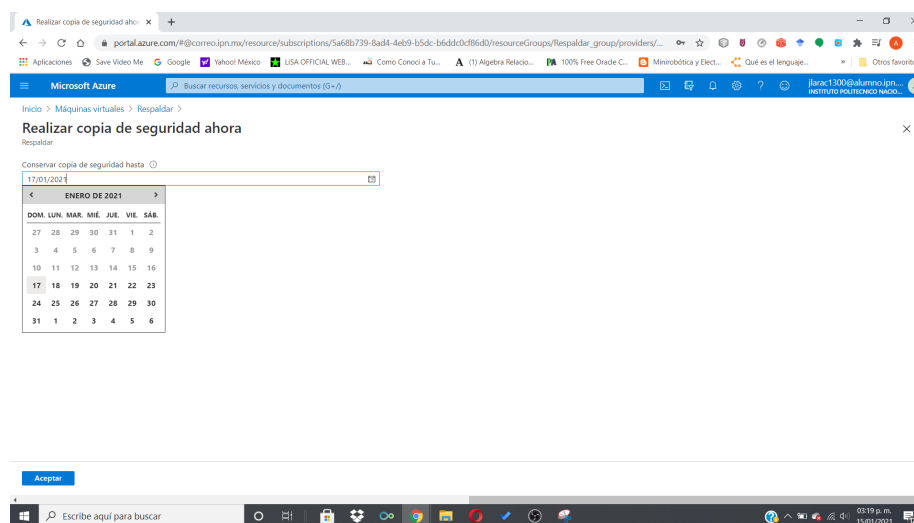 Realizar copia de seguridad ahor
portal.azure.com/#@correo.ipn.mx/resource/subscriptions/5a68b739-8ad4-4eb9-b5dc-b6ddc0cf86d0/resourceGroups/Respaldar_group/providers/...
Aplicaciones Save Video Me Google Yahoo! México LiSA OFFICIAL WEB... Como Conoci a Tu... (1) Algebra Relacio... 100% Free Oracle C... Minirobótica y Elect... Qué es el lenguaje... » Otros favorito
Microsoft Azure Buscar recursos, servicios y documentos (G+/) jlarac1300@alumno.ipn....
INSTITUTO POLITECNICO NACIO...
Inicio > Máquinas virtuales > Respaldar >
Realizar copia de seguridad ahora
Respaldar
Conservar copia de seguridad hasta
17/01/2021
ENERO DE 2021
DOM. LUN. MAR. MIÉ. JUE. VIE. SÁB.
27 28 29 30 31 1 2
3 4 5 6 7 8 9
10 11 12 13 14 15 16
17 18 19 20 21 22 23
24 25 26 27 28 29 30
31 1 2 3 4 5 6
Aceptar
Escribe aquí para buscar
03:19 p. m.
15/01/2021